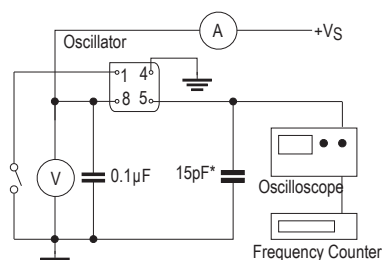 A
+VS
Oscillator
1 4
8 5
V
0.1µF
15pF*
Oscilloscope
Frequency Counter